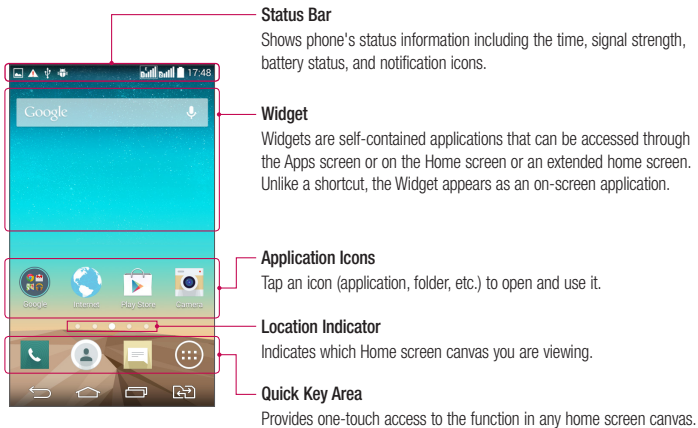 Status Bar
Shows phone's status information including the time, signal strength,
battery status, and notification icons.
17:48
Google
Widget
Widgets are self-contained applications that can be accessed through
the Apps screen or on the Home screen or an extended home screen.
Unlike a shortcut, the Widget appears as an on-screen application.
Google Internet Play Store Camera
Application Icons
Tap an icon (application, folder, etc.) to open and use it.
Location Indicator
Indicates which Home screen canvas you are viewing.
Quick Key Area
Provides one-touch access to the function in any home screen canvas.